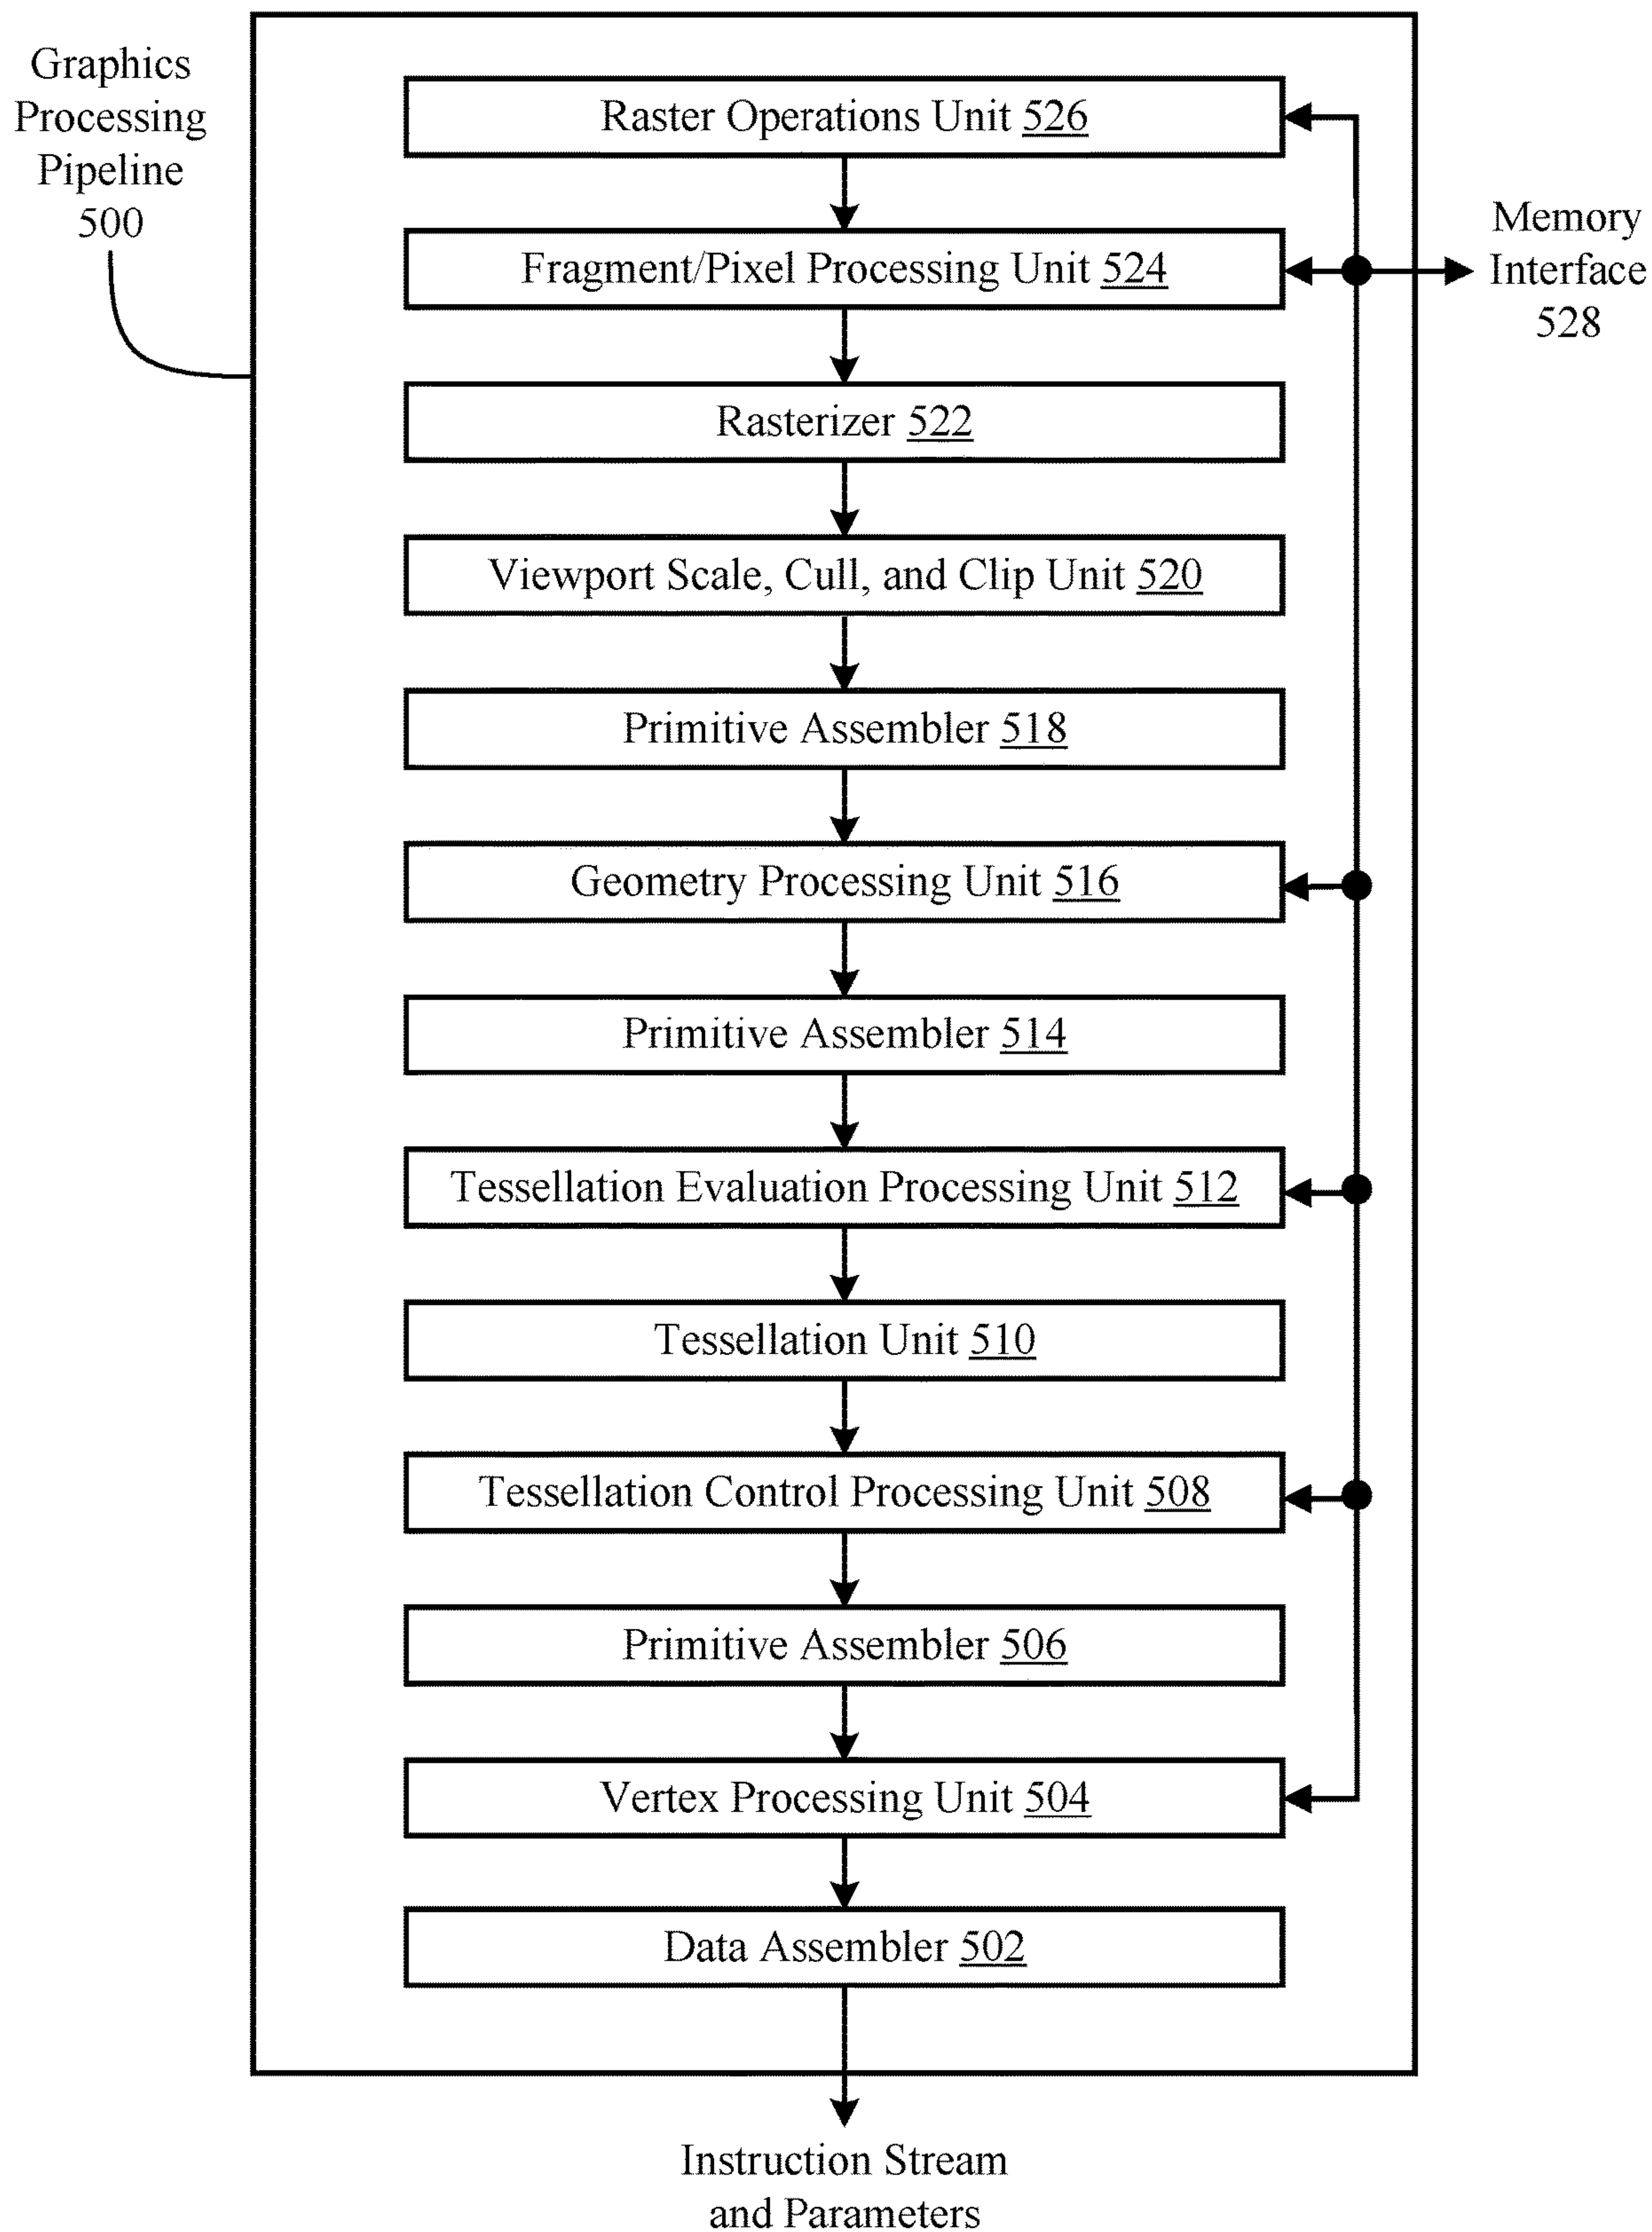 Graphics
Processing
Pipeline
500
Raster Operations Unit 526
Fragment/Pixel Processing Unit 524
Memory
Interface
528
Rasterizer 522
Viewport Scale, Cull, and Clip Unit 520
Primitive Assembler 518
Geometry Processing Unit 516
Primitive Assembler 514
Tessellation Evaluation Processing Unit 512
Tessellation Unit 510
Tessellation Control Processing Unit 508
Primitive Assembler 506
Vertex Processing Unit 504
Data Assembler 502
Instruction Stream
and Parameters